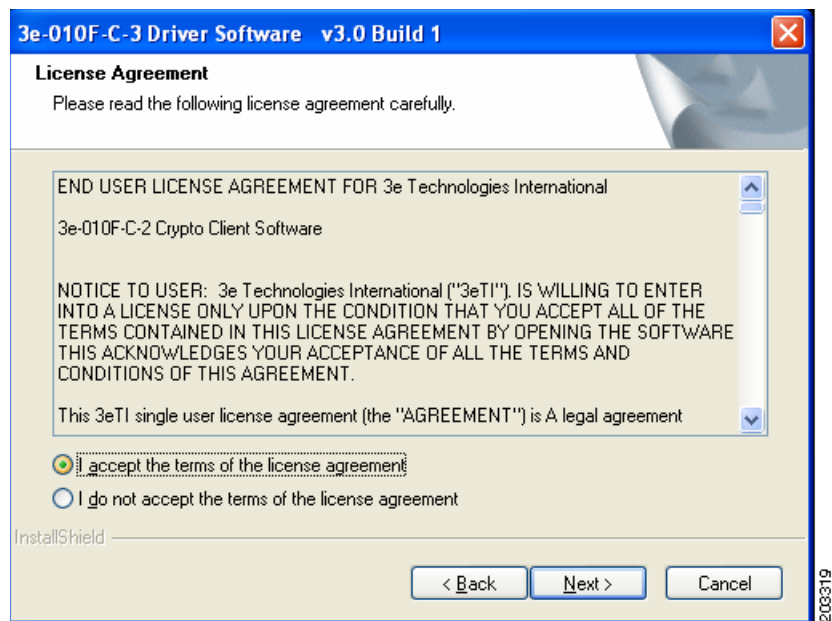 3e-010F-C-3 Driver Software v3.0 Build 1
License Agreement
Please read the following license agreement carefully.
END USER LICENSE AGREEMENT FOR 3e Technologies International
3e-010F-C-2 Crypto Client Software
NOTICE TO USER: 3e Technologies International ("3eTI"). IS WILLING TO ENTER
INTO A LICENSE ONLY UPON THE CONDITION THAT YOU ACCEPT ALL OF THE
TERMS CONTAINED IN THIS LICENSE AGREEMENT BY OPENING THE SOFTWARE
THIS ACKNOWLEDGES YOUR ACCEPTANCE OF ALL THE TERMS AND
CONDITIONS OF THIS AGREEMENT.
This 3eTI single user license agreement (the "AGREEMENT") is A legal agreement
I accept the terms of the license agreement
I do not accept the terms of the license agreement
InstallShield
< Back Next > Cancel
203319